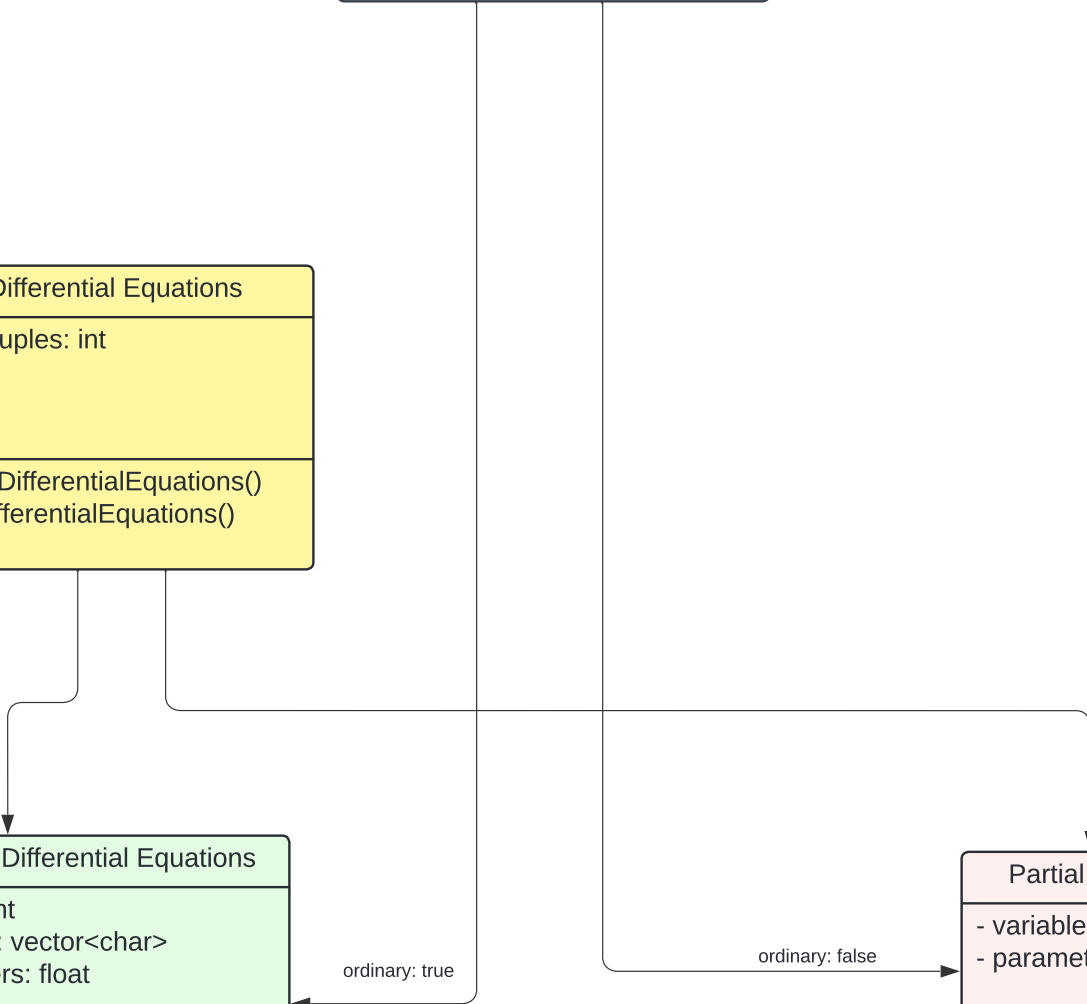 Differential Equations
uples: int
DifferentialEquations()
fferentialEquations()
Differential Equations
nt
: vector<char>
ers: float
ordinary: true
ordinary: false
Partial
- variable
- paramet